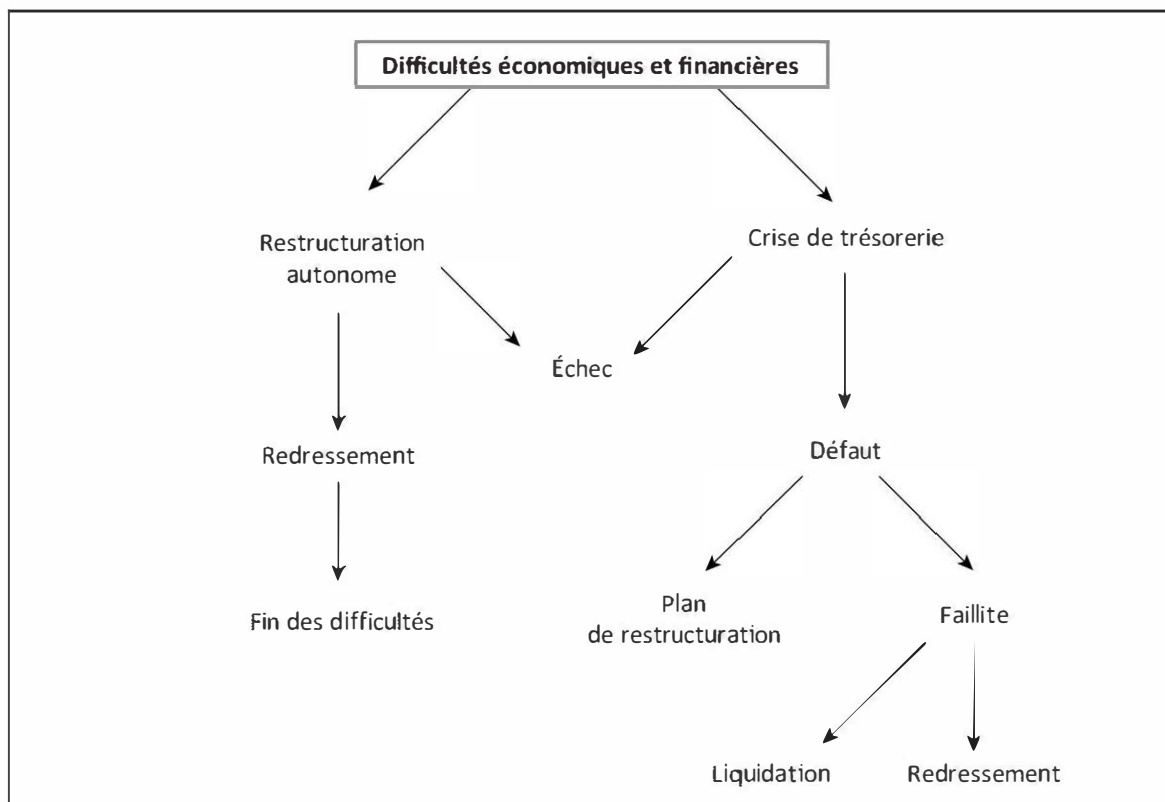 Difficultés économiques et financières
Restructuration
autonome
Crise de trésorerie
Échec
Redressement
Défaut
Fin des difficultés
Plan
de restructuration
Faillite
Liquidation
Redressement